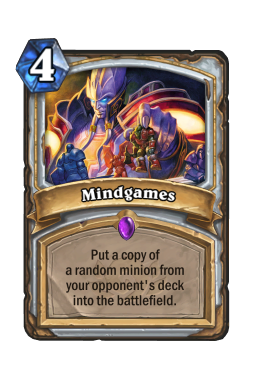 4
Mindgames
Put a copy of
a random minion from
your opponent's deck
into the battlefield.